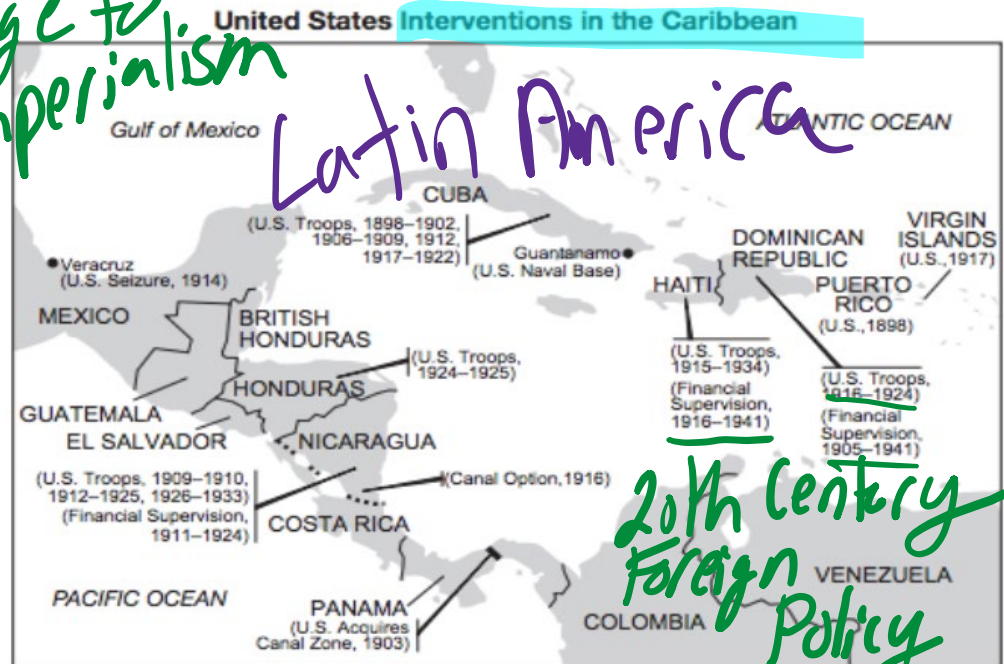 United States Interventions in the Caribbean
ge to
perialism
Latin America
Gulf of Mexico
ATLANTIC OCEAN
CUBA
(U.S. Troops, 1898–1902,
1906–1909, 1912,
1917–1922)
Guantanamo
(U.S. Naval Base)
VIRGIN
ISLANDS
(U.S.,1917)
DOMINICAN
REPUBLIC
Veracruz
(U.S. Seizure, 1914)
HAITI
PUERTO
RICO
(U.S.,1898)
MEXICO
BRITISH
HONDURAS
(U.S. Troops,
1924–1925)
(U.S. Troops,
1915–1934)
(Financial
Supervision,
1916–1941)
(U.S. Troops,
1916–1924)
(Financial
Supervision,
1905–1941)
HONDURAS
GUATEMALA
EL SALVADOR
NICARAGUA
(U.S. Troops, 1909–1910,
1912–1925, 1926–1933)
(Financial Supervision,
1911–1924)
(Canal Option,1916)
COSTA RICA
20th Century
Foreign
Policy
VENEZUELA
PACIFIC OCEAN
PANAMA
(U.S. Acquires
Canal Zone, 1903)
COLOMBIA